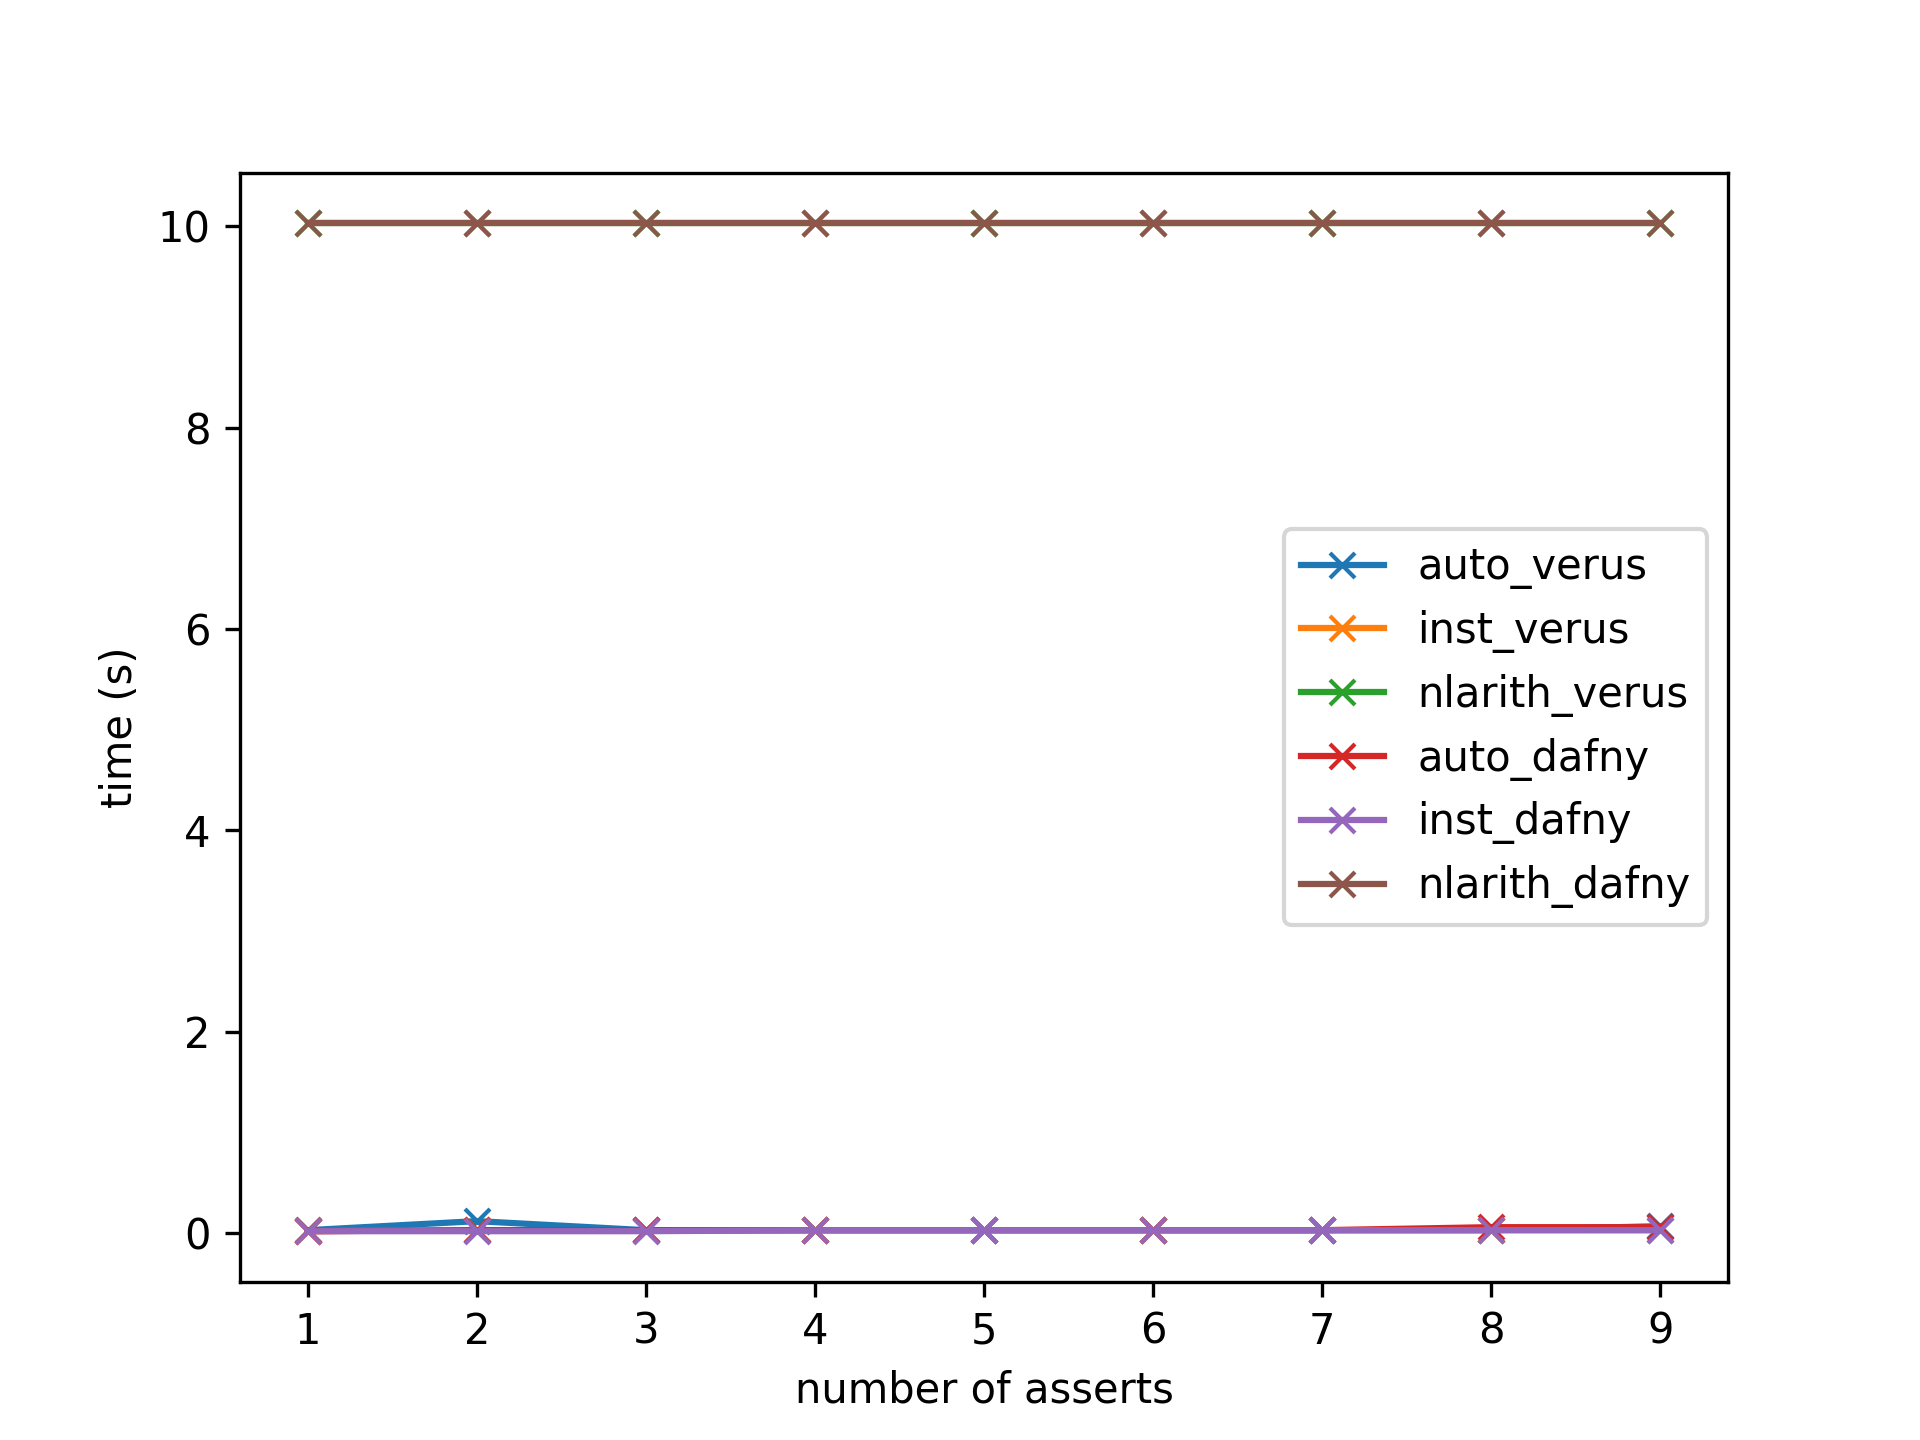 10
8
6
4
2
0
time (s)
auto_verus
inst_verus
nlarith_verus
auto_dafny
inst_dafny
nlarith_dafny
1 2 3 4 5 6 7 8 9
number of asserts